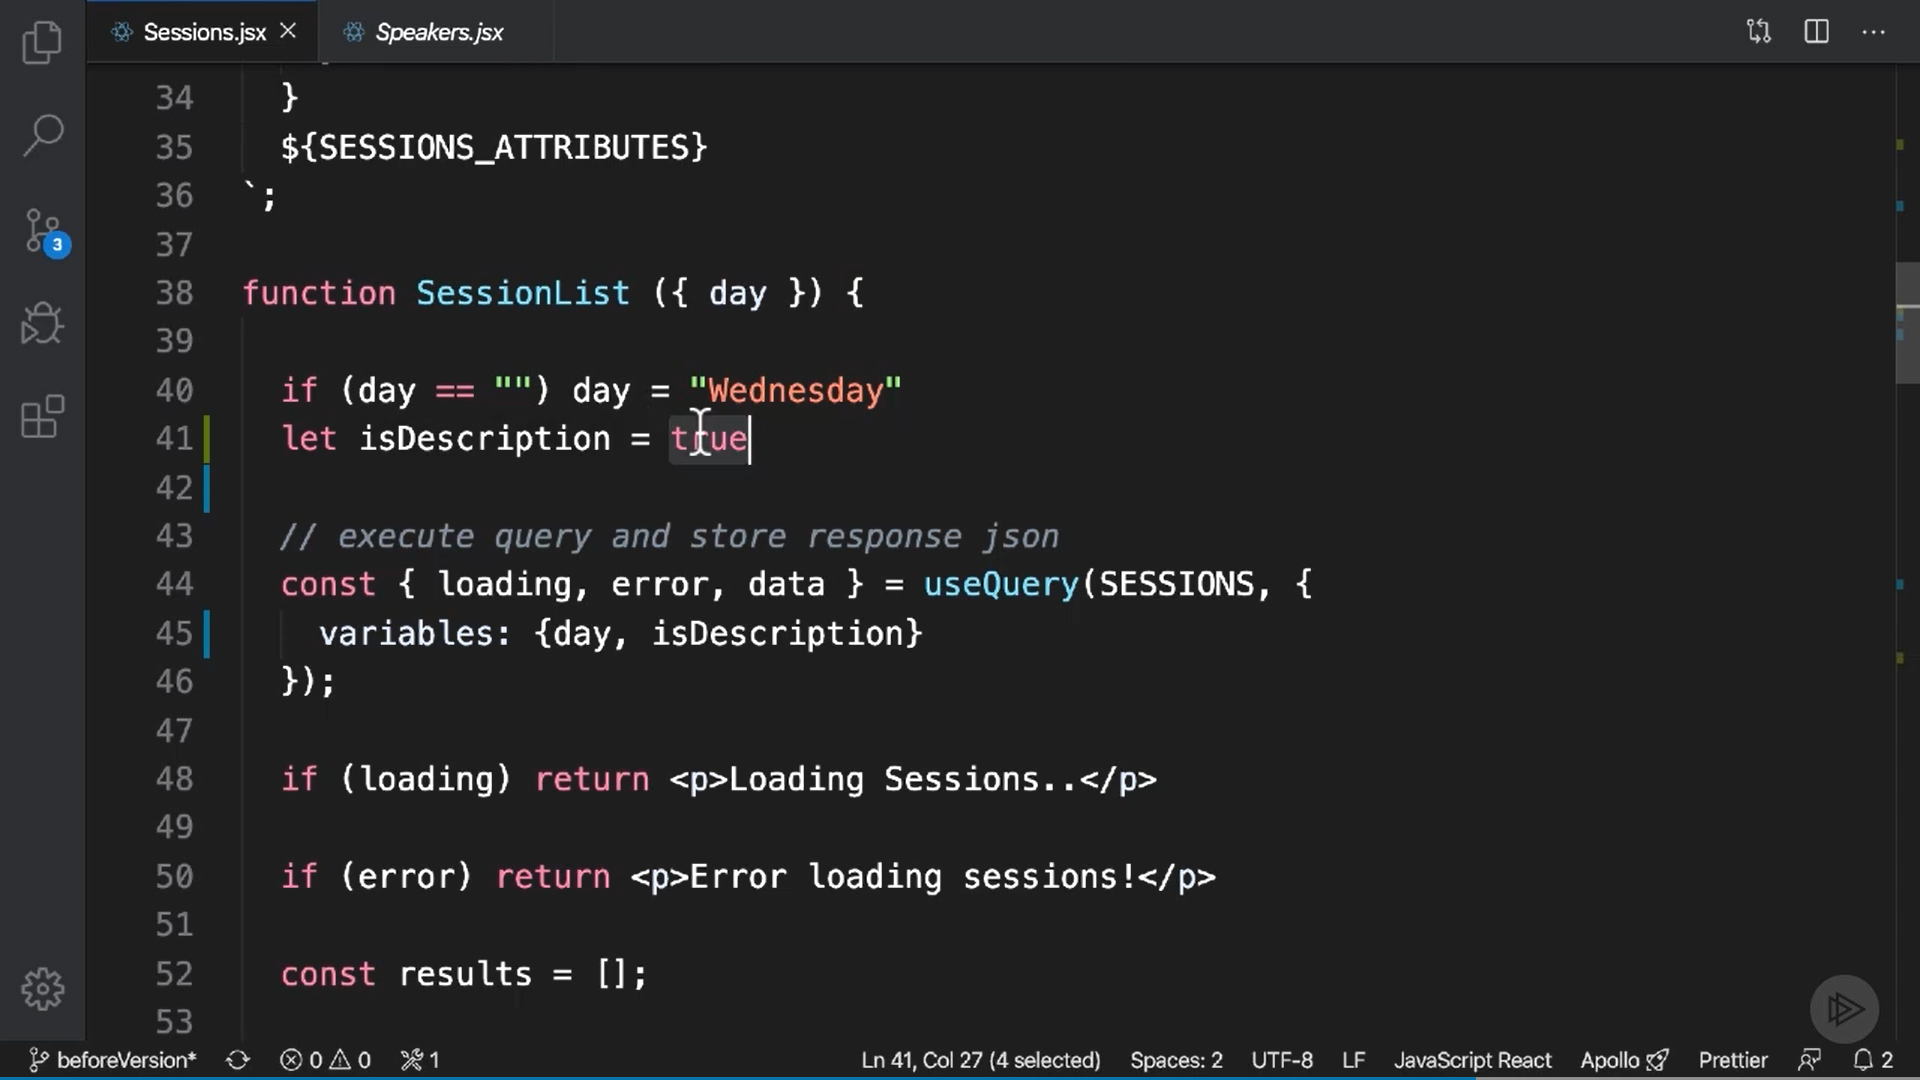 Sessions.jsx
Speakers.jsx
34 }
35 ${SESSIONS_ATTRIBUTES}
36 `;
37
38 function SessionList ({ day }) {
39
40 if (day == "") day = "Wednesday"
41 let isDescription = true
42
43 // execute query and store response json
44 const { loading, error, data } = useQuery(SESSIONS, {
45 variables: {day, isDescription}
46 });
47
48 if (loading) return <p>Loading Sessions..</p>
49
50 if (error) return <p>Error loading sessions!</p>
51
52 const results = [];
53
3
beforeVersion* 0 0 1 Ln 41, Col 27 (4 selected) Spaces: 2 UTF-8 LF JavaScript React Apollo Prettier 2